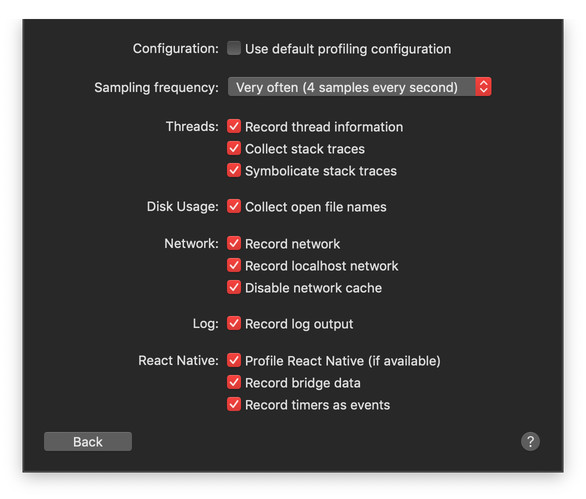 Configuration: Use default profiling configuration
Sampling frequency: Very often (4 samples every second)
Threads: Record thread information
Collect stack traces
Symbolicate stack traces
Disk Usage: Collect open file names
Network: Record network
Record localhost network
Disable network cache
Log: Record log output
React Native: Profile React Native (if available)
Record bridge data
Record timers as events
Back ?